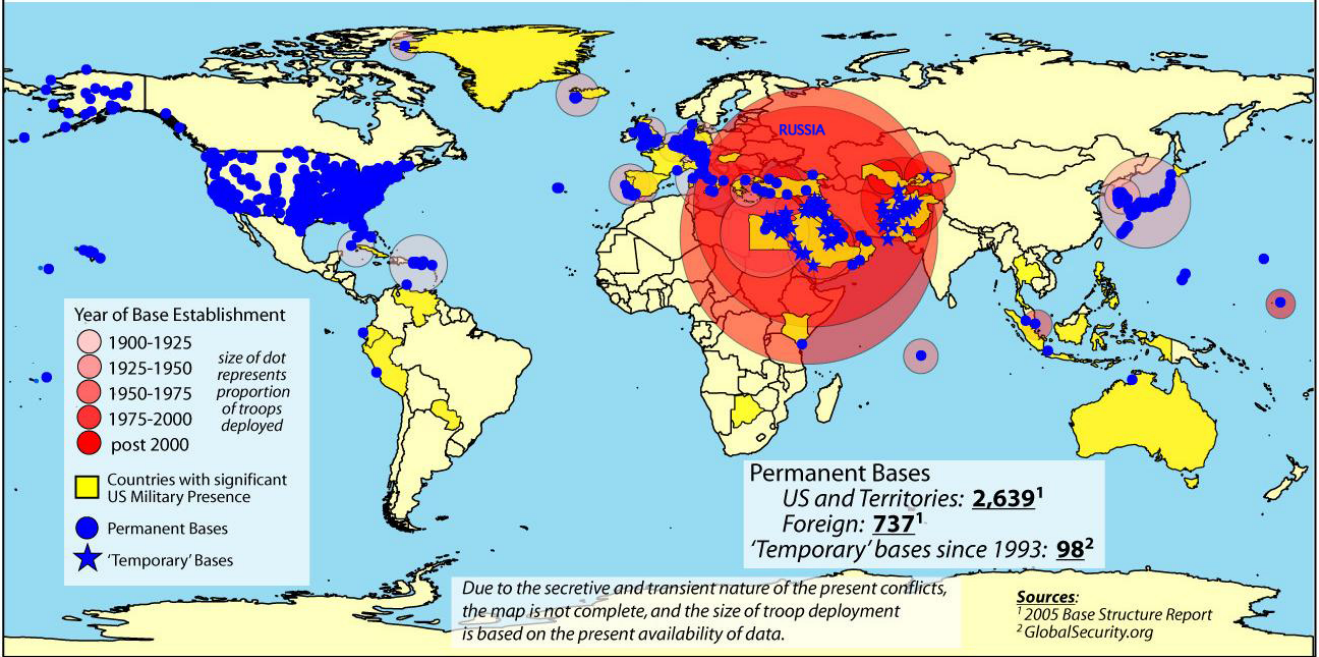 RUSSIA
Year of Base Establishment
1900-1925
1925-1950
1950-1975
1975-2000
post 2000
size of dot
represents
proportion
of troops
deployed
Countries with significant
US Military Presence
Permanent Bases
'Temporary' Bases
Permanent Bases
US and Territories: 2,639¹
Foreign: 737¹
'Temporary' bases since 1993: 98²
Due to the secretive and transient nature of the present conflicts,
the map is not complete, and the size of troop deployment
is based on the present availability of data.
Sources:
¹ 2005 Base Structure Report
² GlobalSecurity.org